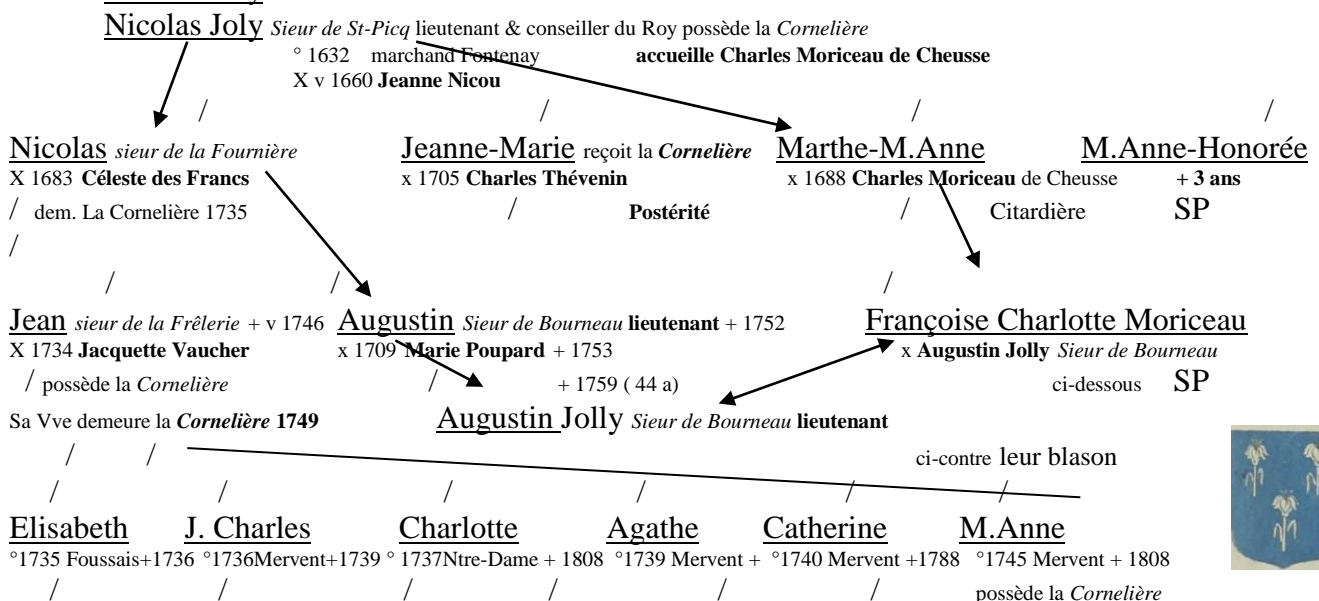 Nicolas Joly Sieur de St-Picq lieutenant & conseiller du Roy possède la Cornelière
° 1632 marchand Fontenay accueille Charles Moriceau de Cheusse
X v 1660 Jeanne Nicou
/ / / /
Nicolas sieur de la Fournière Jeanne-Marie reçoit la Cornelière Marthe-M.Anne M.Anne-Honorée
X 1683 Céleste des Francs x 1705 Charles Thévenin x 1688 Charles Moriceau de Cheusse + 3 ans
/ dem. La Cornelière 1735 / Postérité / Citardière SP
/
/ / /
Jean sieur de la Frêlerie + v 1746 Augustin Sieur de Bourneau lieutenant + 1752 Françoise Charlotte Moriceau
X 1734 Jacquette Vaucher x 1709 Marie Poupard + 1753 x Augustin Jolly Sieur de Bourneau
/ possède la Cornelière / + 1759 ( 44 a) ci-dessous SP
Sa Vve demeure la Cornelière 1749 Augustin Jolly Sieur de Bourneau lieutenant
/ / ci-contre leur blason
/ / / / / /
Elisabeth J. Charles Charlotte Agathe Catherine M.Anne
°1735 Foussais+1736 °1736Mervent+1739 ° 1737Ntre-Dame + 1808 °1739 Mervent + °1740 Mervent +1788 °1745 Mervent + 1808
/ / / / / possède la Cornelière